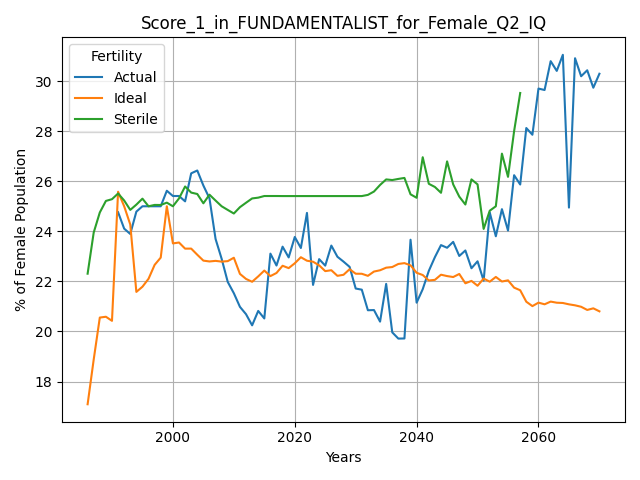 Score_1_in_FUNDAMENTALIST_for_Female_Q2_IQ
Fertility
Actual
Ideal
Sterile
% of Female Population
30
28
26
24
22
20
18
2000
2020
2040
2060
Years